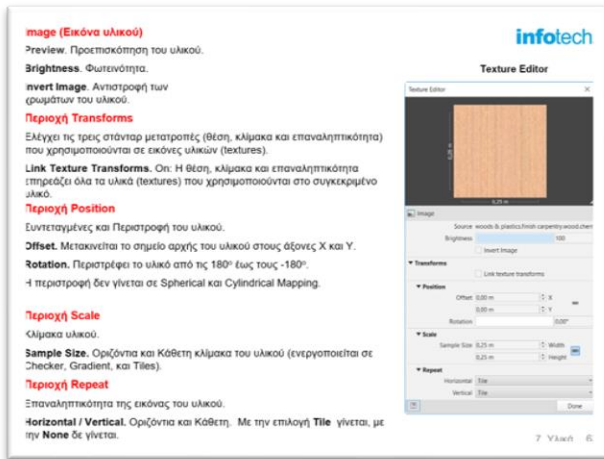 Image (Εικόνα υλικού)
Preview. Προεπισκόπηση του υλικού.
Brightness. Φωτεινότητα.
Invert Image. Αντιστροφή των
χρωμάτων του υλικού.
Περιοχή Transforms
Ελέγχει τις τρεις στάνταρ μετατροπές (θέση, κλίμακα και επαναληπτικότητα)
που χρησιμοποιούνται σε εικόνες υλικών (textures).
Link Texture Transforms. On: Η θέση, κλίμακα και επαναληπτικότητα
επηρεάζει όλα τα υλικά (textures) που χρησιμοποιούνται στο συγκεκριμένο
υλικό.
Περιοχή Position
Συντεταγμένες και Περιστροφή του υλικού.
Offset. Μετακινείται το σημείο αρχής του υλικού στους άξονες Χ και Υ.
Rotation. Περιστρέφει το υλικό από τις 180° έως τους -180°.
Η περιστροφή δεν γίνεται σε Spherical και Cylindrical Mapping.
Περιοχή Scale
Κλίμακα υλικού.
Sample Size. Οριζόντια και Κάθετη κλίμακα του υλικού (ενεργοποιείται σε
Checker, Gradient, και Tiles).
Περιοχή Repeat
Επαναληπτικότητα της εικόνας του υλικού.
Horizontal / Vertical. Οριζόντια και Κάθετη. Με την επιλογή Tile γίνεται, με
την None δε γίνεται.
infotech
Texture Editor
Texture Editor
0,25 m
0,25 m
Image
Source woods & plastics.finish carpentry.wood.cherr
Brightness 100
Invert Image
Transforms
Link texture transforms
Position
Offset 0,00 m X
0,00 m Y
Rotation 0,00°
Scale
Sample Size 0,25 m Width
0,25 m Height
Repeat
Horizontal Tile
Vertical Tile
Done
7. Υλικά